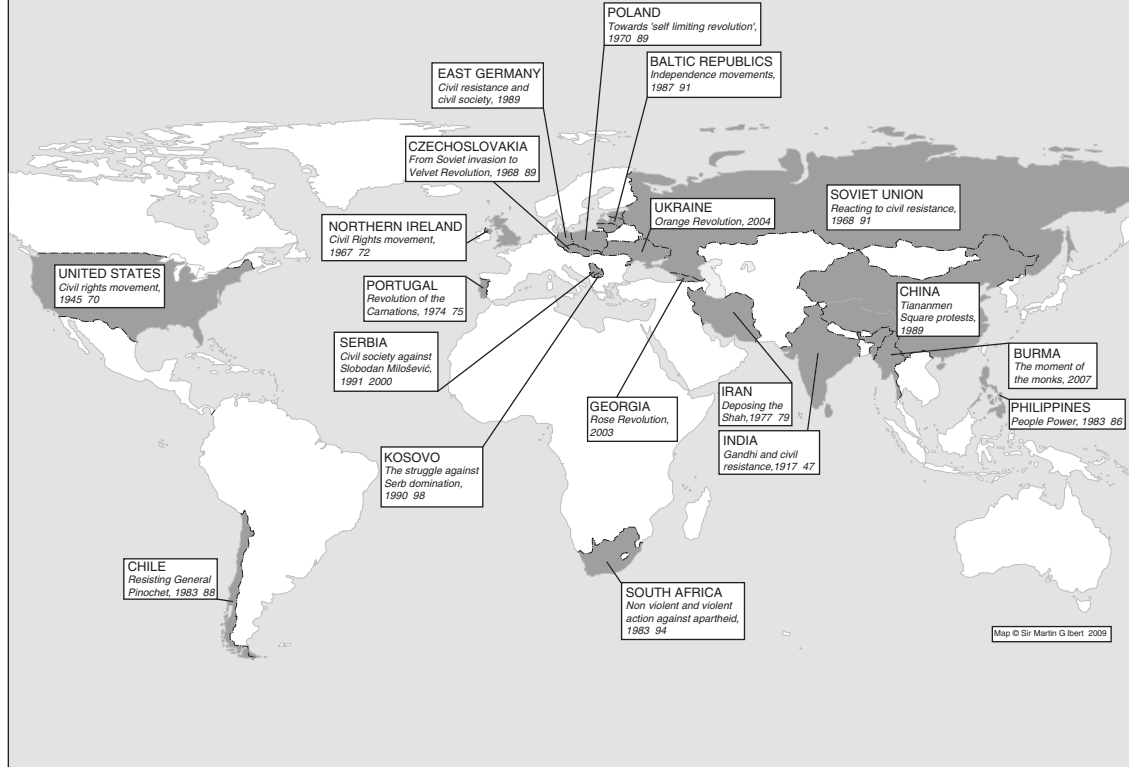 POLAND
Towards 'self limiting revolution',
1970 89
BALTIC REPUBLICS
Independence movements,
1987 91
EAST GERMANY
Civil resistance and
civil society, 1989
CZECHOSLOVAKIA
From Soviet invasion to
Velvet Revolution, 1968 89
SOVIET UNION
Reacting to civil resistance,
1968 91
UKRAINE
Orange Revolution, 2004
NORTHERN IRELAND
Civil Rights movement,
1967 72
UNITED STATES
Civil rights movement,
1945 70
PORTUGAL
Revolution of the
Carnations, 1974 75
CHINA
Tiananmen
Square protests,
1989
SERBIA
Civil society against
Slobodan Milošević,
1991 2000
BURMA
The moment of
the monks, 2007
IRAN
Deposing the
Shah,1977 79
GEORGIA
Rose Revolution,
2003
PHILIPPINES
People Power, 1983 86
INDIA
Gandhi and civil
resistance,1917 47
KOSOVO
The struggle against
Serb domination,
1990 98
CHILE
Resisting General
Pinochet, 1983 88
SOUTH AFRICA
Non violent and violent
action against apartheid,
1983 94
Map © Sir Martin G lbert 2009